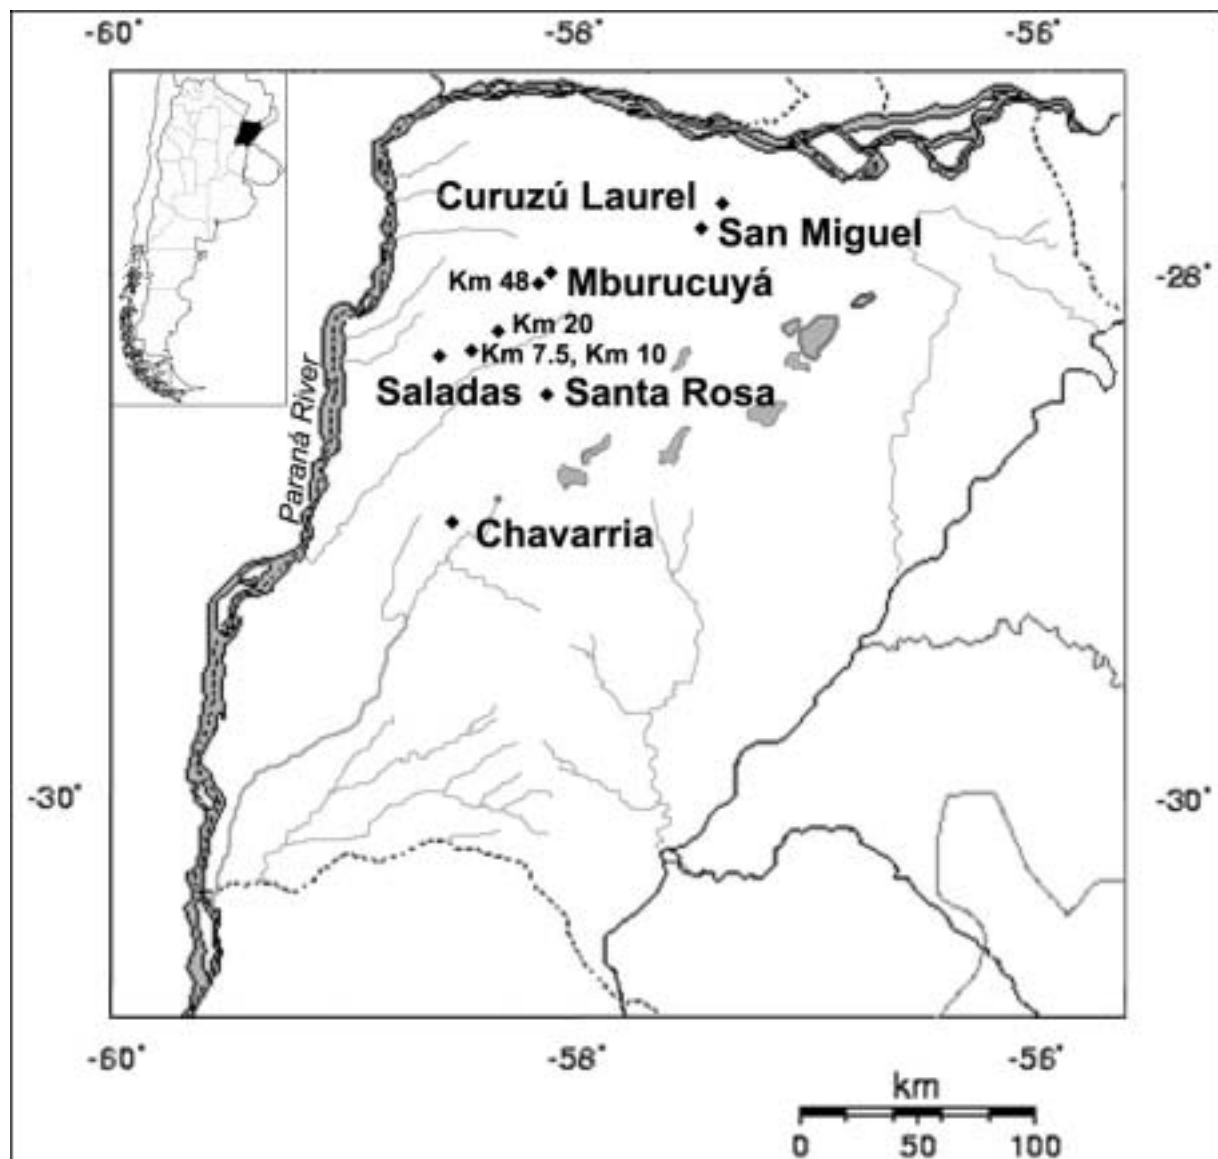 -60° -58° -56°
Curuzú Laurel
San Miguel
-28°
Km 48 Mburucuyá
Km 20
Km 7.5, Km 10
Saladas Santa Rosa
Paraná River
Chavarria
-30° -30°
-60° -58° -56°
km
0 50 100